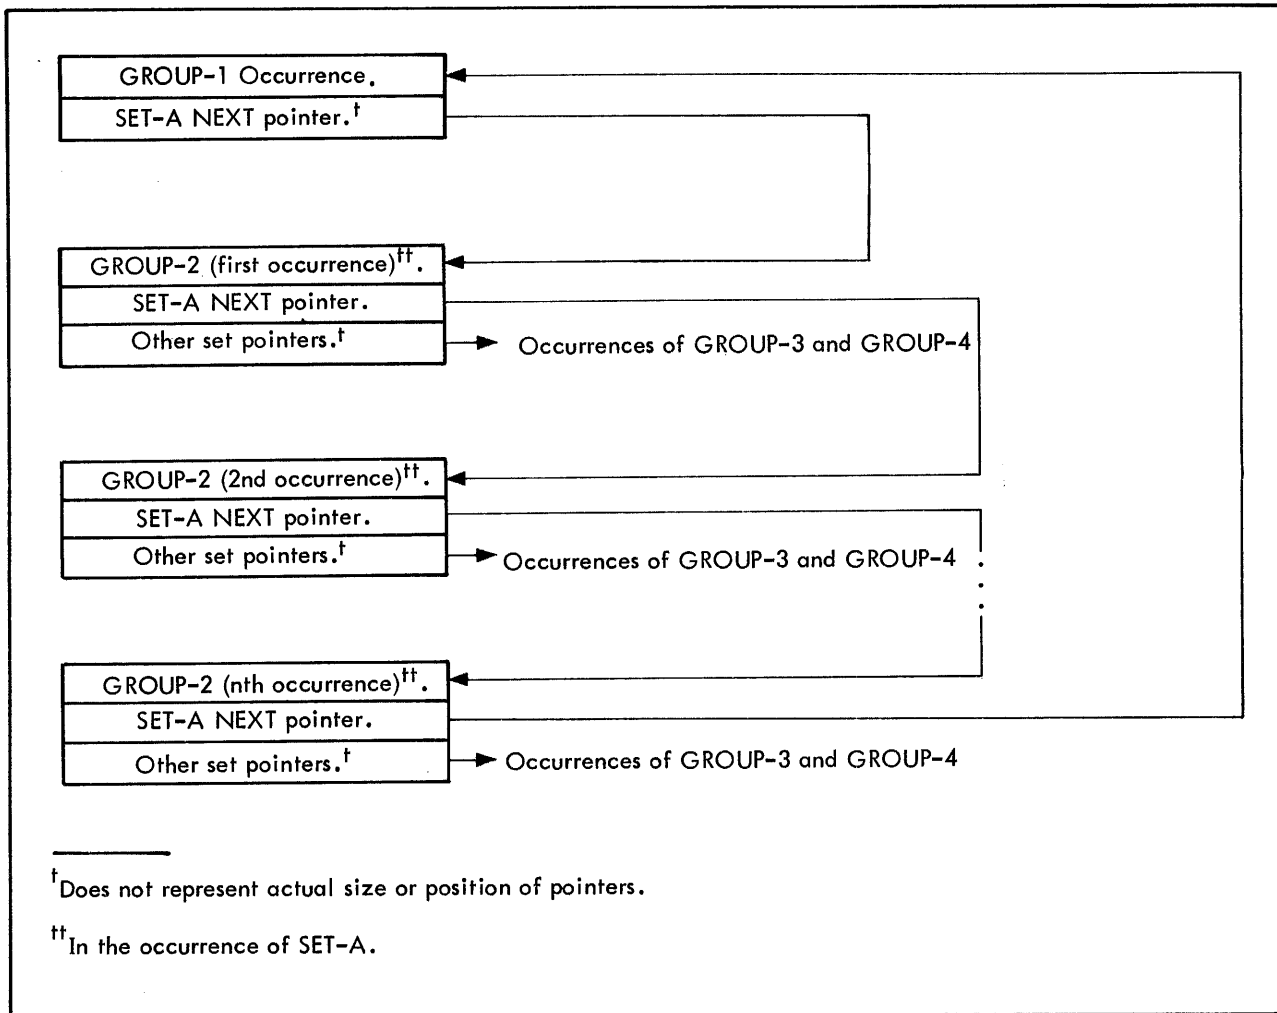 GROUP-1 Occurrence.
SET-A NEXT pointer.†
GROUP-2 (first occurrence)††.
SET-A NEXT pointer.
Other set pointers.†
Occurrences of GROUP-3 and GROUP-4
GROUP-2 (2nd occurrence)††.
SET-A NEXT pointer.
Other set pointers.†
Occurrences of GROUP-3 and GROUP-4
GROUP-2 (nth occurrence)††.
SET-A NEXT pointer.
Other set pointers.†
Occurrences of GROUP-3 and GROUP-4
†Does not represent actual size or position of pointers.
††In the occurrence of SET-A.